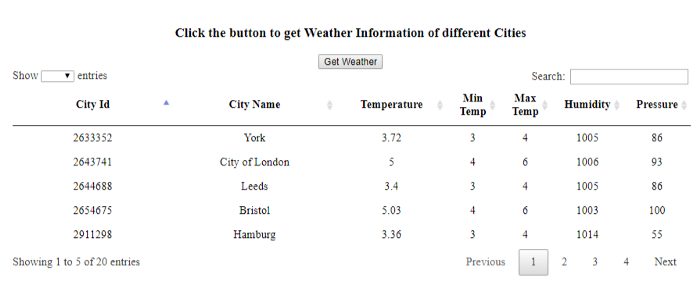 Click the button to get Weather Information of different Cities
Get Weather
Show entries Search:
City Id City Name Temperature Min Temp Max Temp Humidity Pressure
2633352 York 3.72 3 4 1005 86
2643741 City of London 5 4 6 1006 93
2644688 Leeds 3.4 3 4 1005 86
2654675 Bristol 5.03 4 6 1003 100
2911298 Hamburg 3.36 3 4 1014 55
Showing 1 to 5 of 20 entries Previous 1 2 3 4 Next